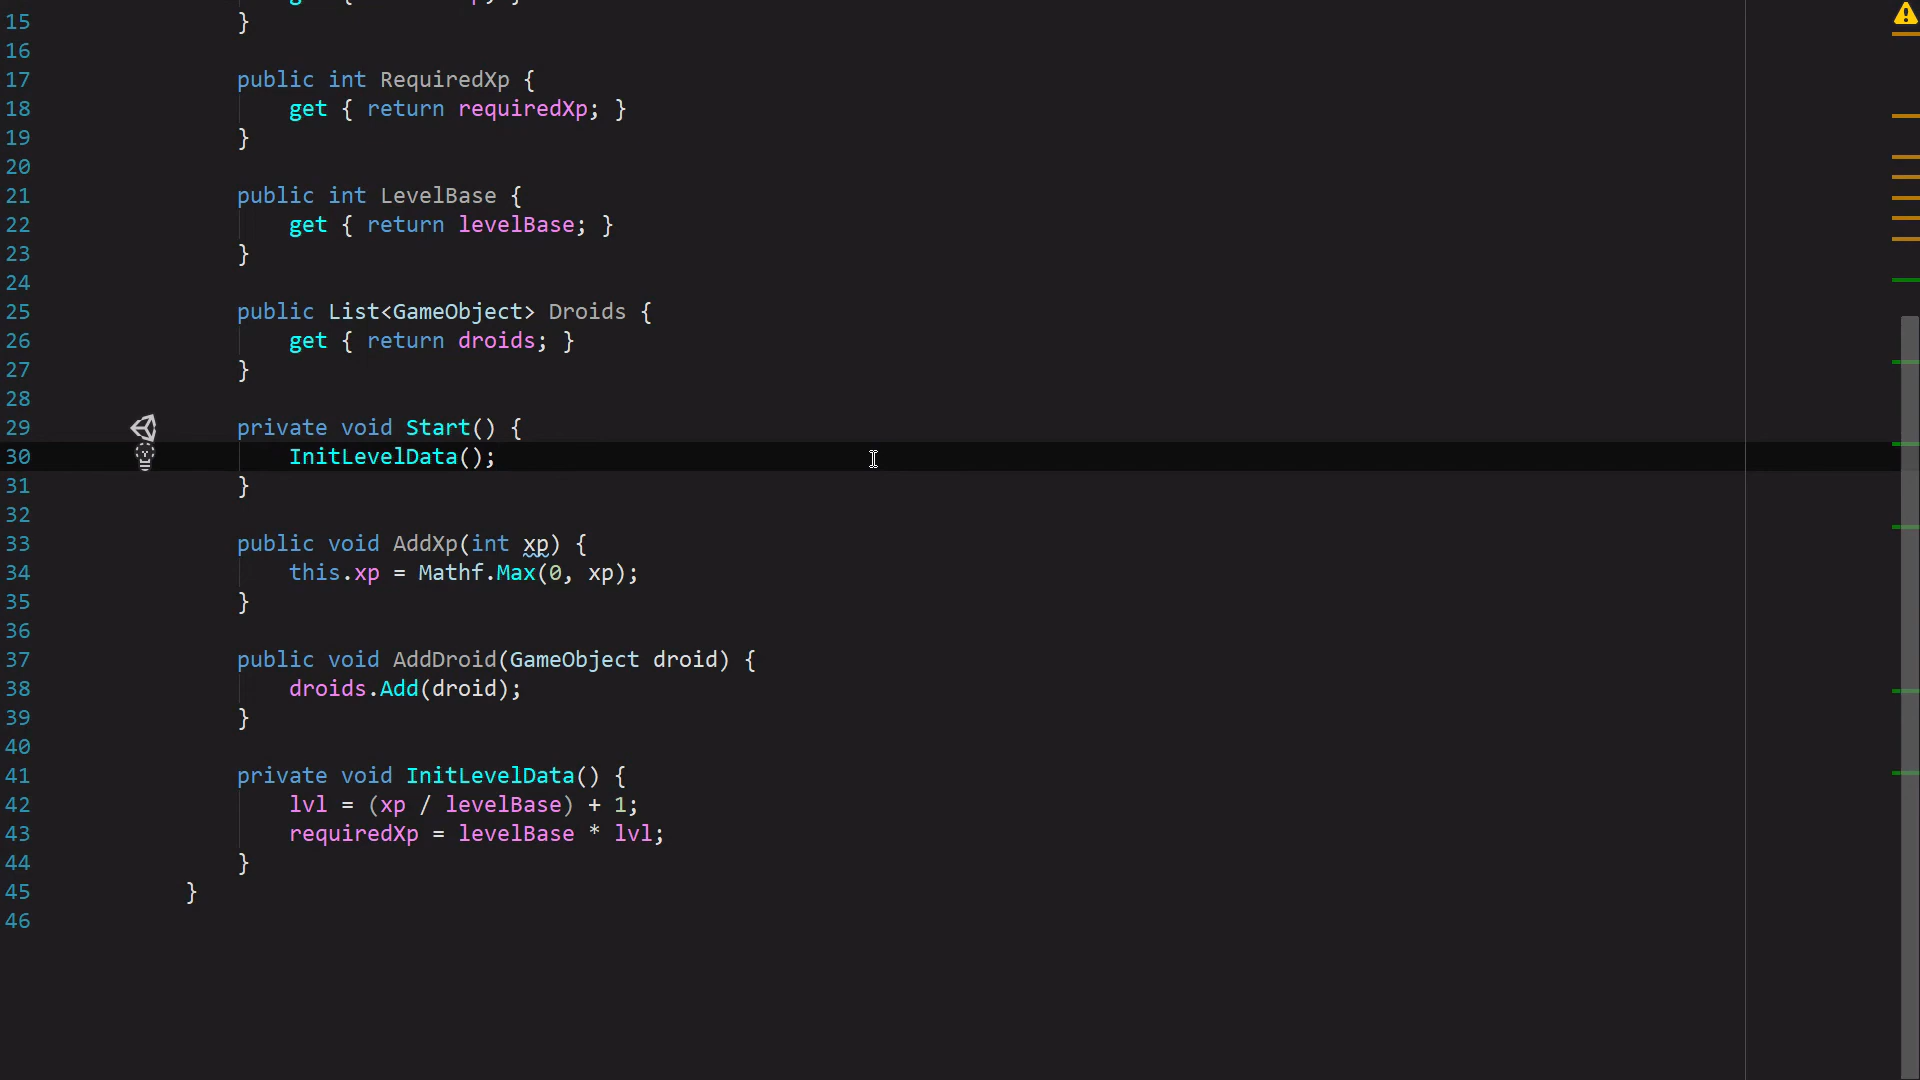 15 }
16
17 public int RequiredXp {
18 get { return requiredXp; }
19 }
20
21 public int LevelBase {
22 get { return levelBase; }
23 }
24
25 public List<GameObject> Droids {
26 get { return droids; }
27 }
28
29 private void Start() {
30 InitLevelData();
31 }
32
33 public void AddXp(int xp) {
34 this.xp = Mathf.Max(0, xp);
35 }
36
37 public void AddDroid(GameObject droid) {
38 droids.Add(droid);
39 }
40
41 private void InitLevelData() {
42 lvl = (xp / levelBase) + 1;
43 requiredXp = levelBase * lvl;
44 }
45 }
46